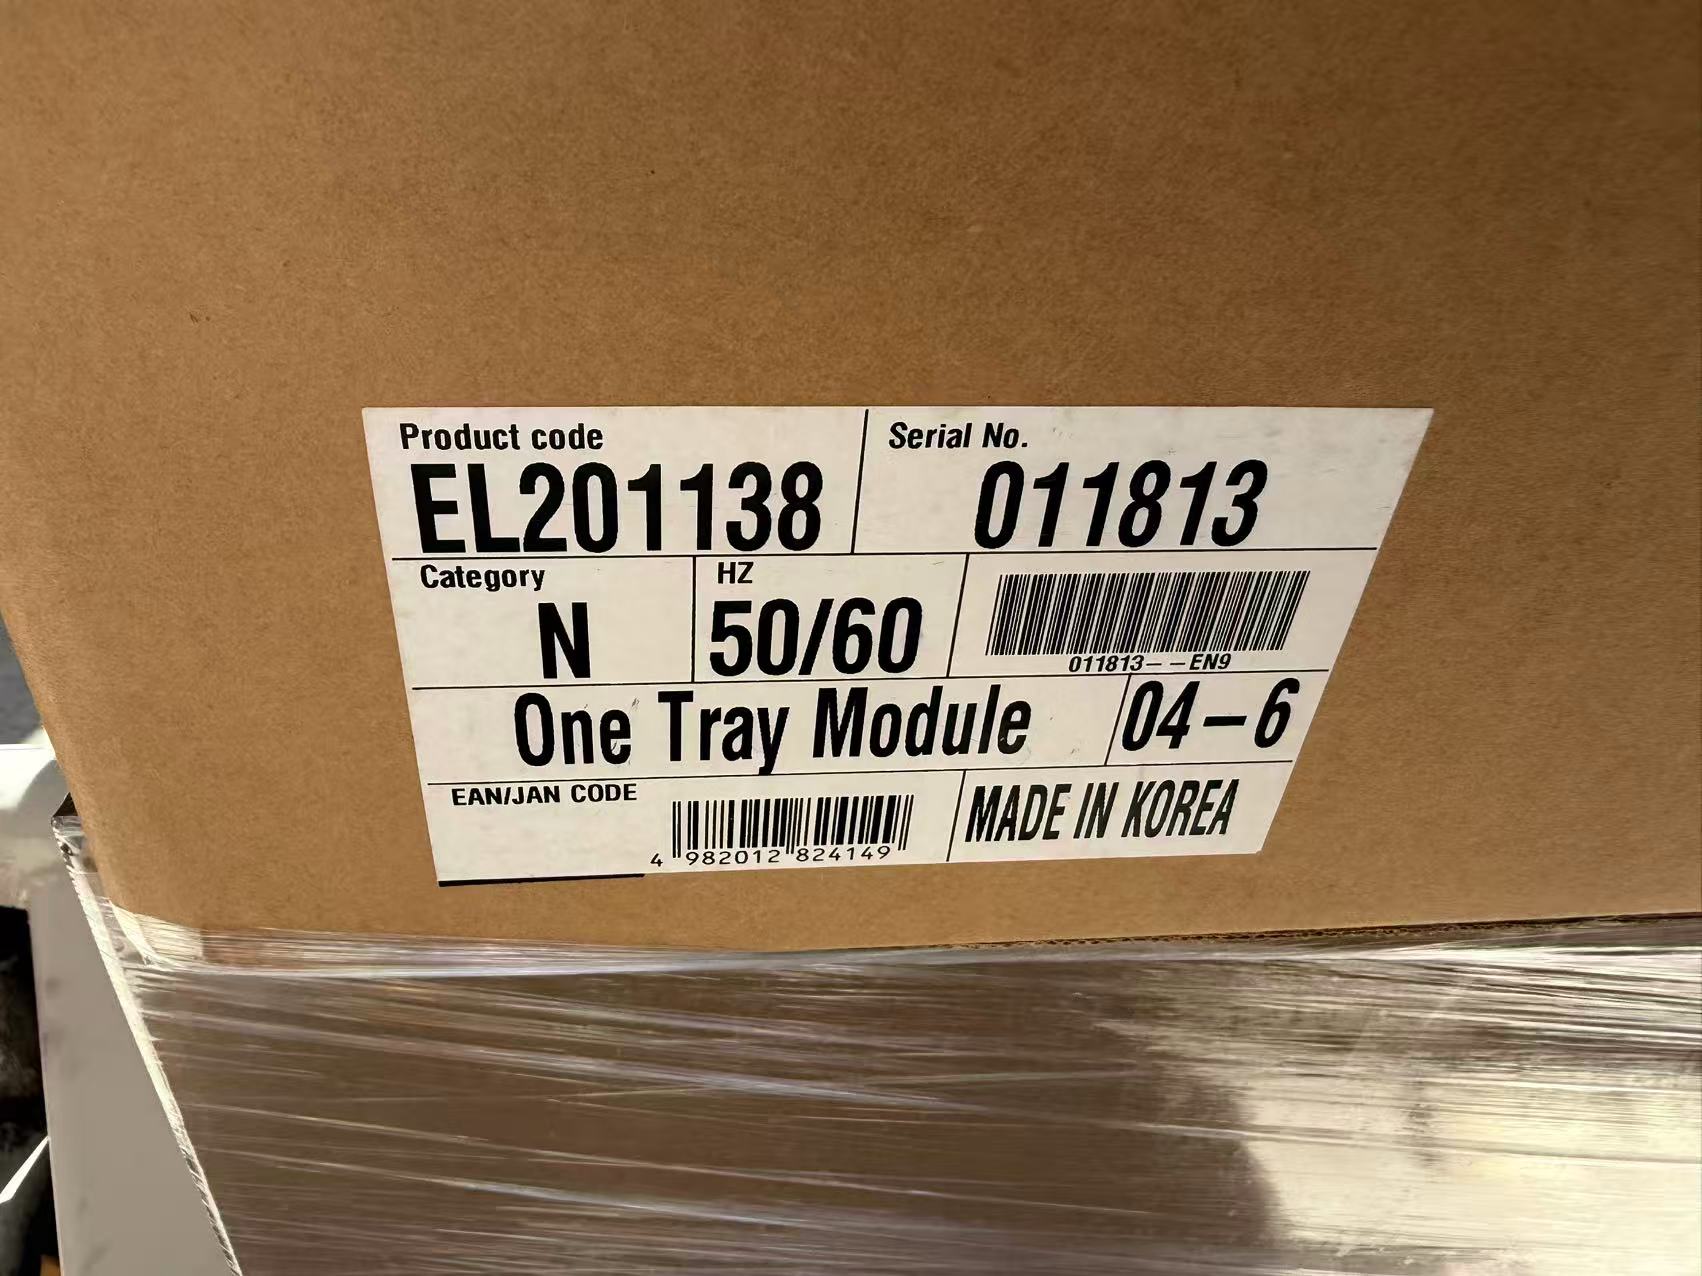 Product code
EL201138
Serial No.
011813
Category
N
HZ
50/60
011813--EN9
One Tray Module
04-6
EAN/JAN CODE
4 982012 824149
MADE IN KOREA